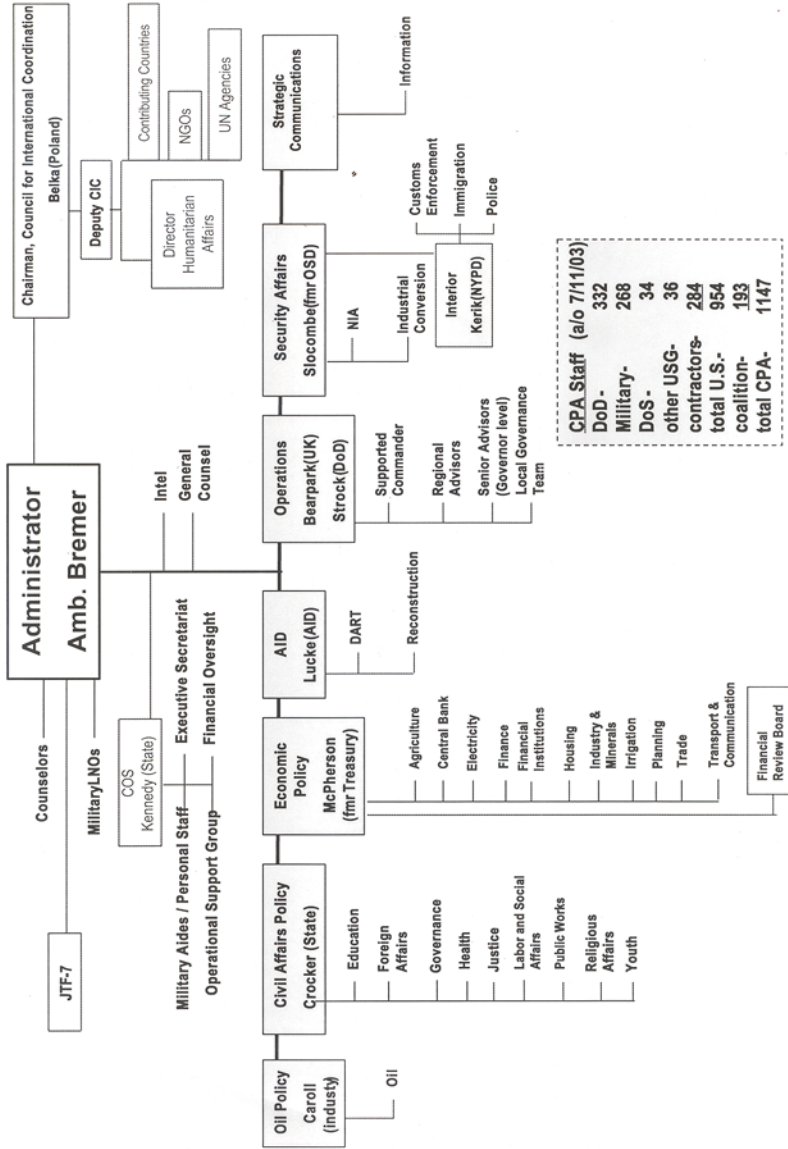 Administrator
Amb. Bremer
Chairman, Council for International Coordination
Belka(Poland)
Deputy CIC
Director
Humanitarian
Affairs
Contributing Countries
NGOs
UN Agencies
Counselors
JTF-7
MilitaryLNOs
COS
Kennedy (State)
Military Aides / Personal Staff
Executive Secretariat
Operational Support Group
Financial Oversight
Intel
General
Counsel
Oil Policy
Caroll
(industy)
Oil
Civil Affairs Policy
Crocker (State)
Education
Foreign
Affairs
Governance
Health
Justice
Labor and Social
Affairs
Public Works
Religious
Affairs
Youth
Economic
Policy
McPherson
(fmr Treasury)
Agriculture
Central Bank
Electricity
Finance
Financial
Institutions
Housing
Industry &
Minerals
Irrigation
Planning
Trade
Transport &
Communication
Financial
Review Board
AID
Lucke(AID)
DART
Reconstruction
Operations
Bearpark(UK)
Strock(DoD)
Supported
Commander
Regional
Advisors
Senior Advisors
(Governor level)
Local Governance
Team
Security Affairs
Slocombe(fmr OSD)
NIA
Industrial
Conversion
Interior
Kerik(NYPD)
Customs
Enforcement
Immigration
Police
Strategic
Communications
Information
CPA Staff (a/o 7/11/03)
DoD - 332
Military- 268
DoS - 34
other USG- 36
contractors- 284
total U.S.- 954
coalition- 193
total CPA- 1147